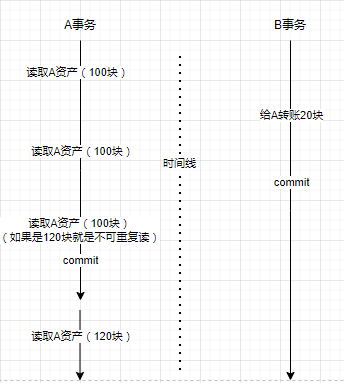 A事务
B事务
读取A资产（100块）
给A转账20块
读取A资产（100块）
时间线
commit
读取A资产（100块）
（如果是120块就是不可重复读）
commit
读取A资产（120块）